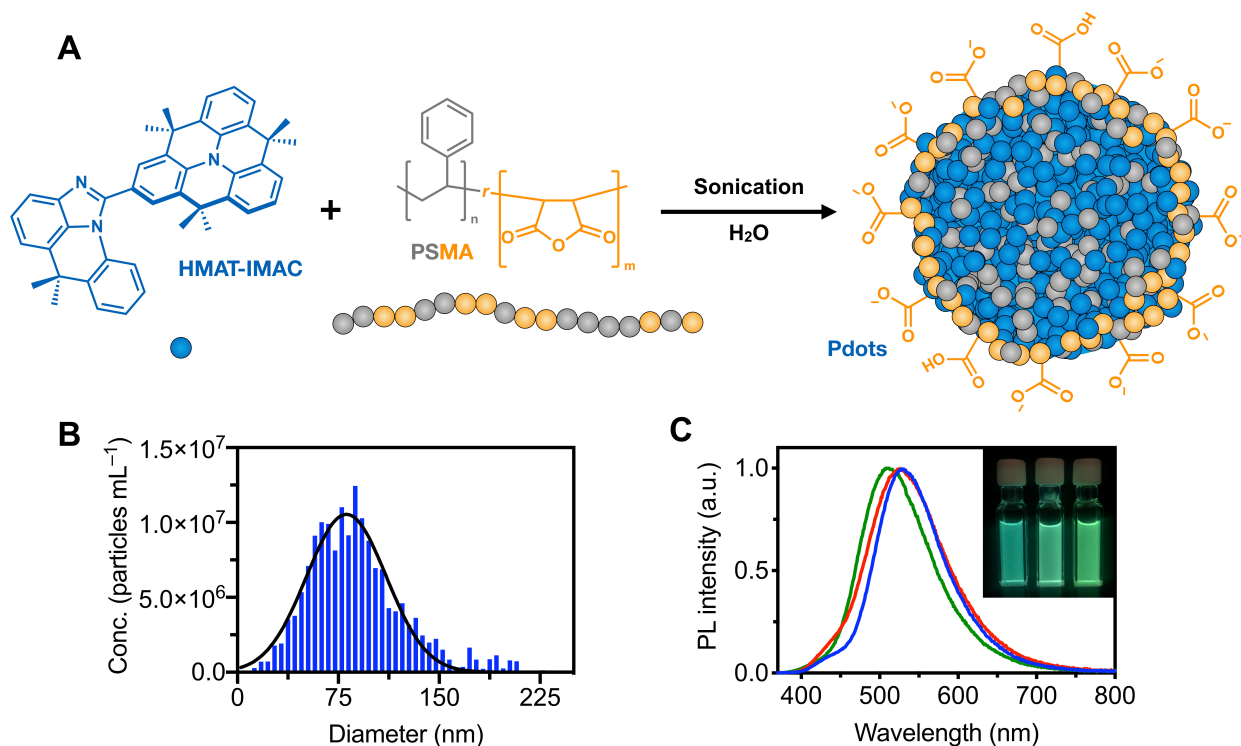 A
N
N
N
HMAT-IMAC
+
n
r
O
O
O
m
PSMA
Sonication
H₂O
Pdots
O
O⁻
O
OH
O
O⁻
O
O⁻
O
O⁻
O
O⁻
O
O⁻
O
O⁻
O
O⁻
HO
O
O
O⁻
O
O⁻
B
Conc. (particles mL⁻¹)
1.5×10⁷
1.0×10⁷
5.0×10⁶
0.0
0
75
150
225
Diameter (nm)
C
PL intensity (a.u.)
1.0
0.5
0.0
400
500
600
700
800
Wavelength (nm)